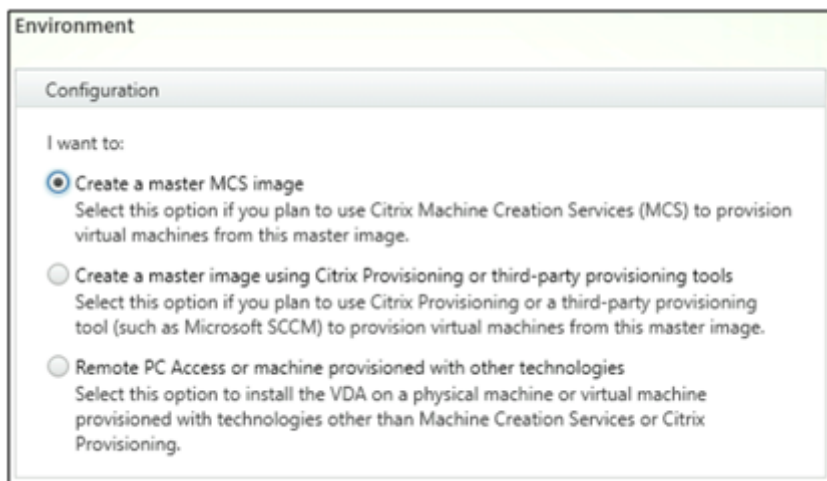 Environment
Configuration
I want to:
Create a master MCS image
Select this option if you plan to use Citrix Machine Creation Services (MCS) to provision
virtual machines from this master image.
Create a master image using Citrix Provisioning or third-party provisioning tools
Select this option if you plan to use Citrix Provisioning or a third-party provisioning
tool (such as Microsoft SCCM) to provision virtual machines from this master image.
Remote PC Access or machine provisioned with other technologies
Select this option to install the VDA on a physical machine or virtual machine
provisioned with technologies other than Machine Creation Services or Citrix
Provisioning.